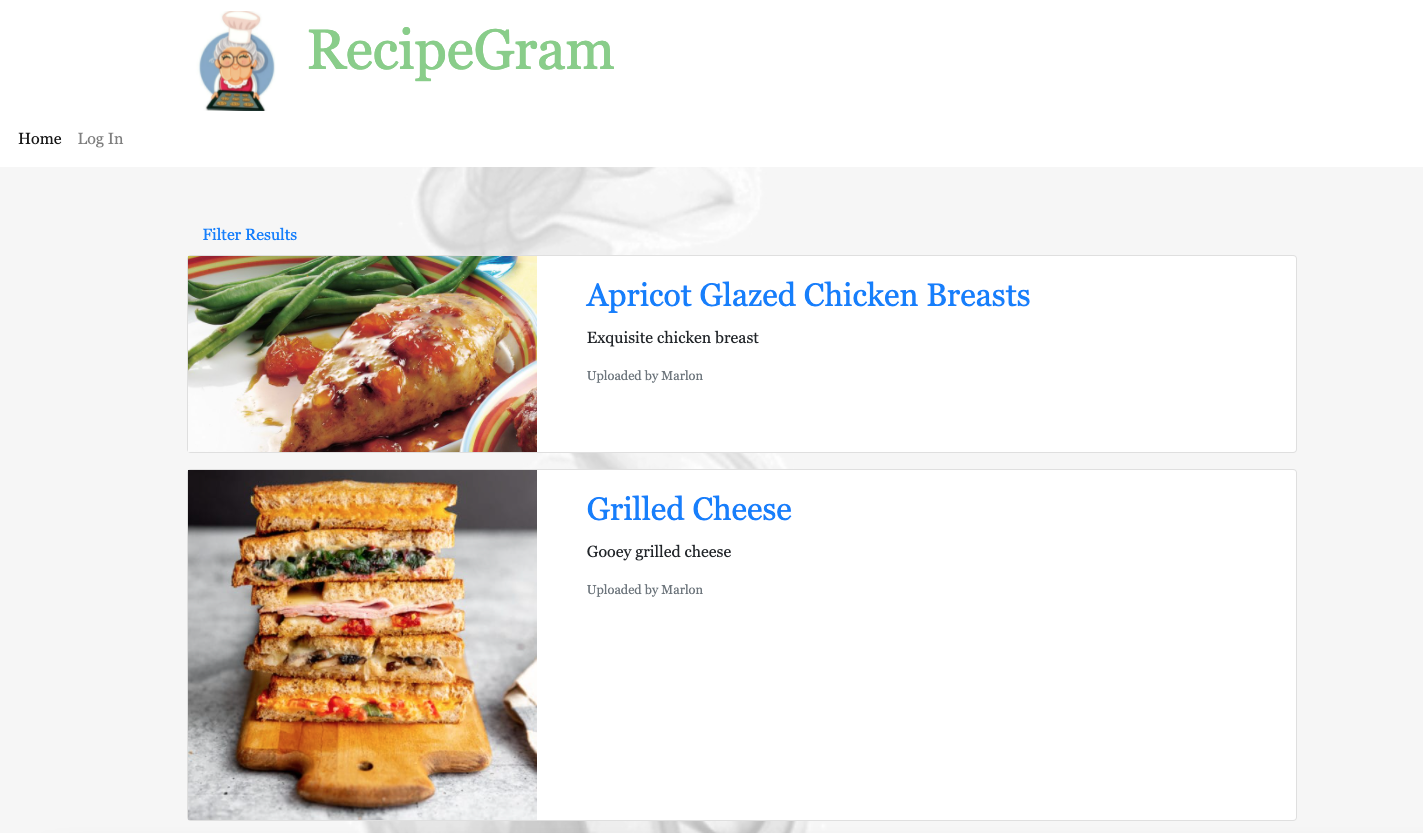 RecipeGram
Home Log In
Filter Results
Apricot Glazed Chicken Breasts
Exquisite chicken breast
Uploaded by Marlon
Grilled Cheese
Gooey grilled cheese
Uploaded by Marlon